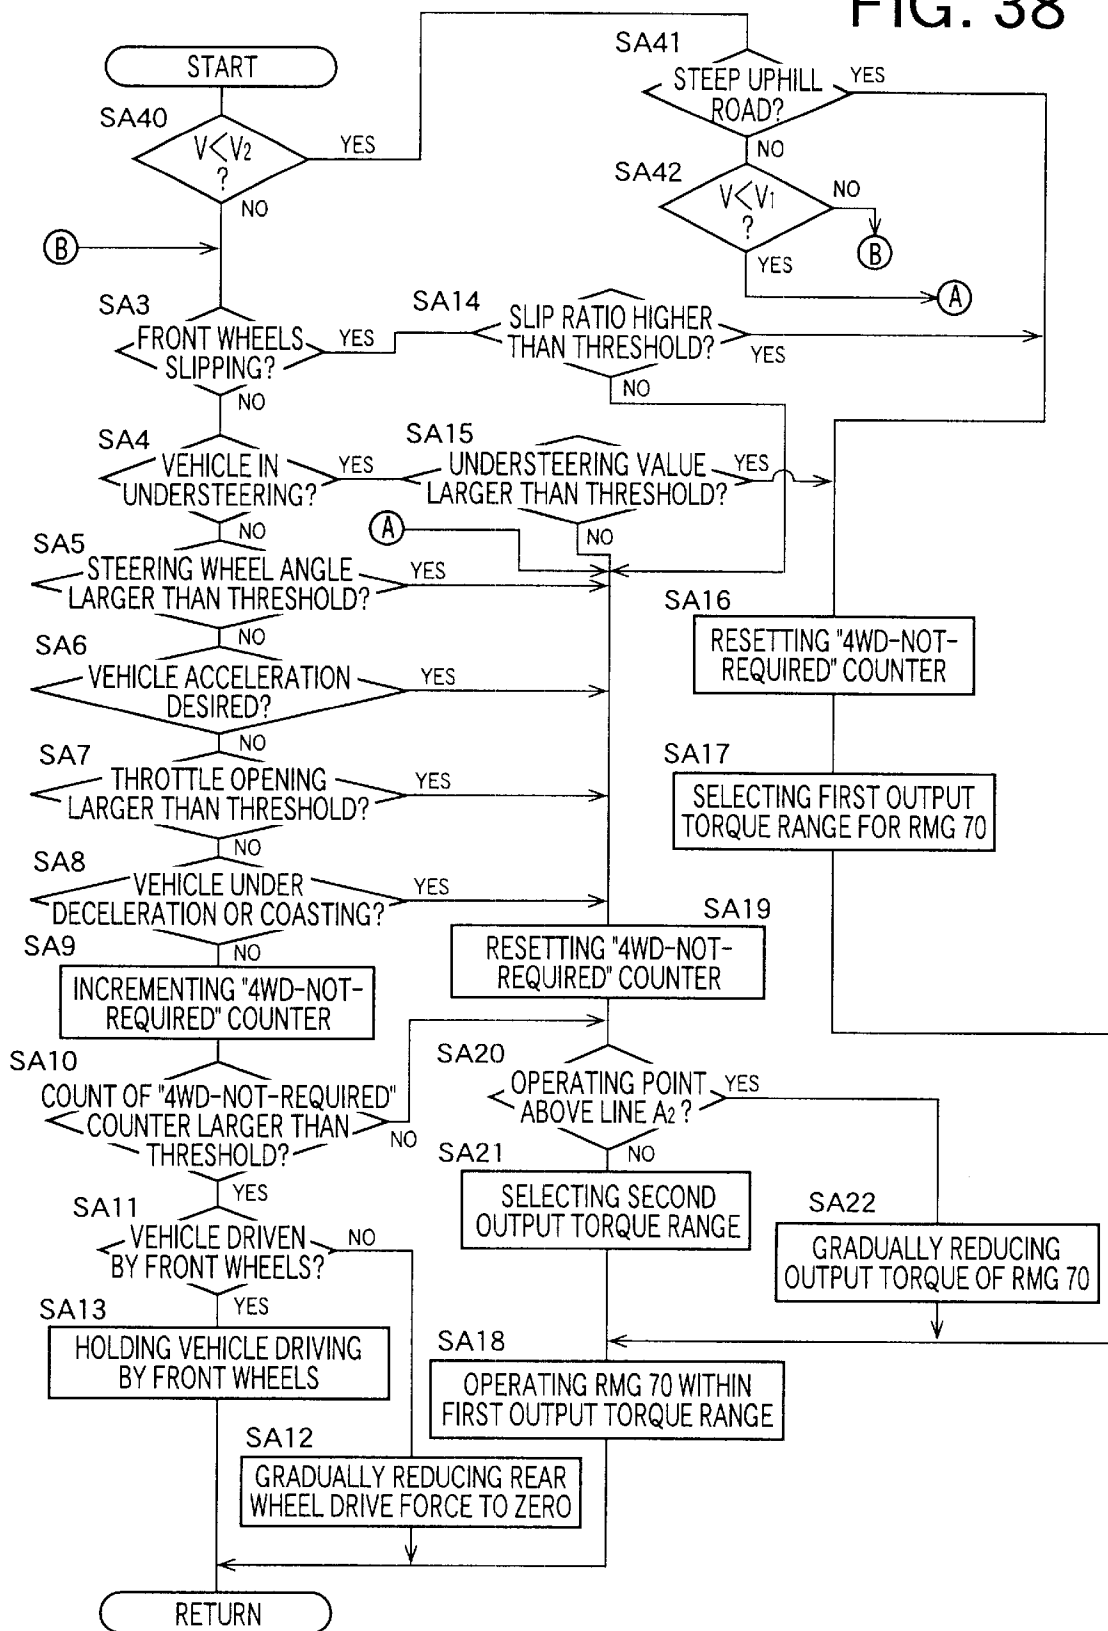 FIG. 38
START
SA40
V<V2
?
YES
NO
SA41
STEEP UPHILL
ROAD?
YES
NO
SA42
V<V1
?
NO
B
YES
A
B
SA3
FRONT WHEELS
SLIPPING?
YES
NO
SA14
SLIP RATIO HIGHER
THAN THRESHOLD?
YES
NO
SA4
VEHICLE IN
UNDERSTEERING?
YES
NO
SA15
UNDERSTEERING VALUE
LARGER THAN THRESHOLD?
YES
NO
A
SA5
STEERING WHEEL ANGLE
LARGER THAN THRESHOLD?
YES
NO
SA6
VEHICLE ACCELERATION
DESIRED?
YES
NO
SA7
THROTTLE OPENING
LARGER THAN THRESHOLD?
YES
NO
SA8
VEHICLE UNDER
DECELERATION OR COASTING?
YES
NO
SA16
RESETTING "4WD-NOT-
REQUIRED" COUNTER
SA17
SELECTING FIRST OUTPUT
TORQUE RANGE FOR RMG 70
SA9
INCREMENTING "4WD-NOT-
REQUIRED" COUNTER
SA19
RESETTING "4WD-NOT-
REQUIRED" COUNTER
SA10
COUNT OF "4WD-NOT-REQUIRED"
COUNTER LARGER THAN
THRESHOLD?
NO
YES
SA20
OPERATING POINT
ABOVE LINE A2?
YES
NO
SA21
SELECTING SECOND
OUTPUT TORQUE RANGE
SA22
GRADUALLY REDUCING
OUTPUT TORQUE OF RMG 70
SA11
VEHICLE DRIVEN
BY FRONT WHEELS?
NO
YES
SA13
HOLDING VEHICLE DRIVING
BY FRONT WHEELS
SA18
OPERATING RMG 70 WITHIN
FIRST OUTPUT TORQUE RANGE
SA12
GRADUALLY REDUCING REAR
WHEEL DRIVE FORCE TO ZERO
RETURN